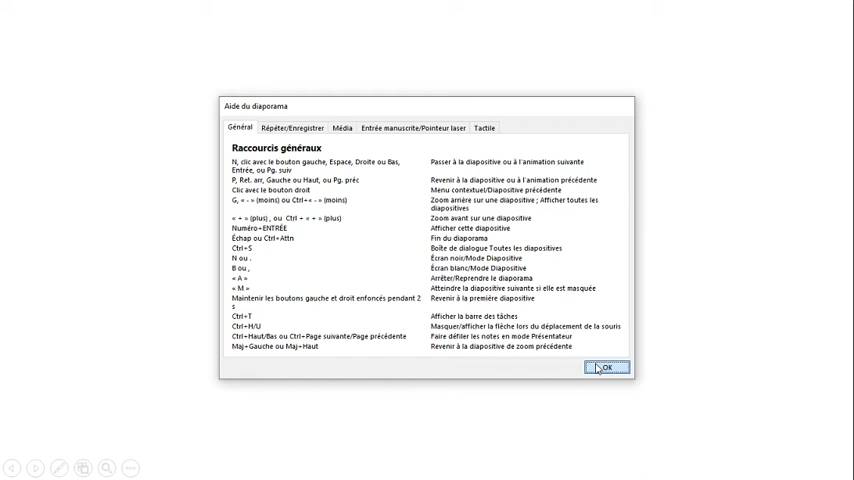 Aide du diaporama
Général Répéter/Enregistrer Média Entrée manuscrite/Pointeur laser Tactile
Raccourcis généraux
N, clic avec le bouton gauche, Espace, Droite ou Bas, Passer à la diapositive ou à l'animation suivante
Entrée, ou Pg. suiv
P, Ret. arr, Gauche ou Haut, ou Pg. préc Revenir à la diapositive ou à l'animation précédente
Clic avec le bouton droit Menu contextuel/Diapositive précédente
G, « - » (moins) ou Ctrl+« - » (moins) Zoom arrière sur une diapositive ; Afficher toutes les
diapositives
« + » (plus) , ou Ctrl + « + » (plus) Zoom avant sur une diapositive
Numéro+ENTRÉE Afficher cette diapositive
Échap ou Ctrl+Attn Fin du diaporama
Ctrl+S Boîte de dialogue Toutes les diapositives
N ou . Écran noir/Mode Diapositive
B ou , Écran blanc/Mode Diapositive
« A » Arrêter/Reprendre le diaporama
« M » Atteindre la diapositive suivante si elle est masquée
Maintenir les boutons gauche et droit enfoncés pendant 2 Revenir à la première diapositive
s
Ctrl+T Afficher la barre des tâches
Ctrl+H/U Masquer/afficher la flèche lors du déplacement de la souris
Ctrl+Haut/Bas ou Ctrl+Page suivante/Page précédente Faire défiler les notes en mode Présentateur
Maj+Gauche ou Maj+Haut Revenir à la diapositive de zoom précédente
OK